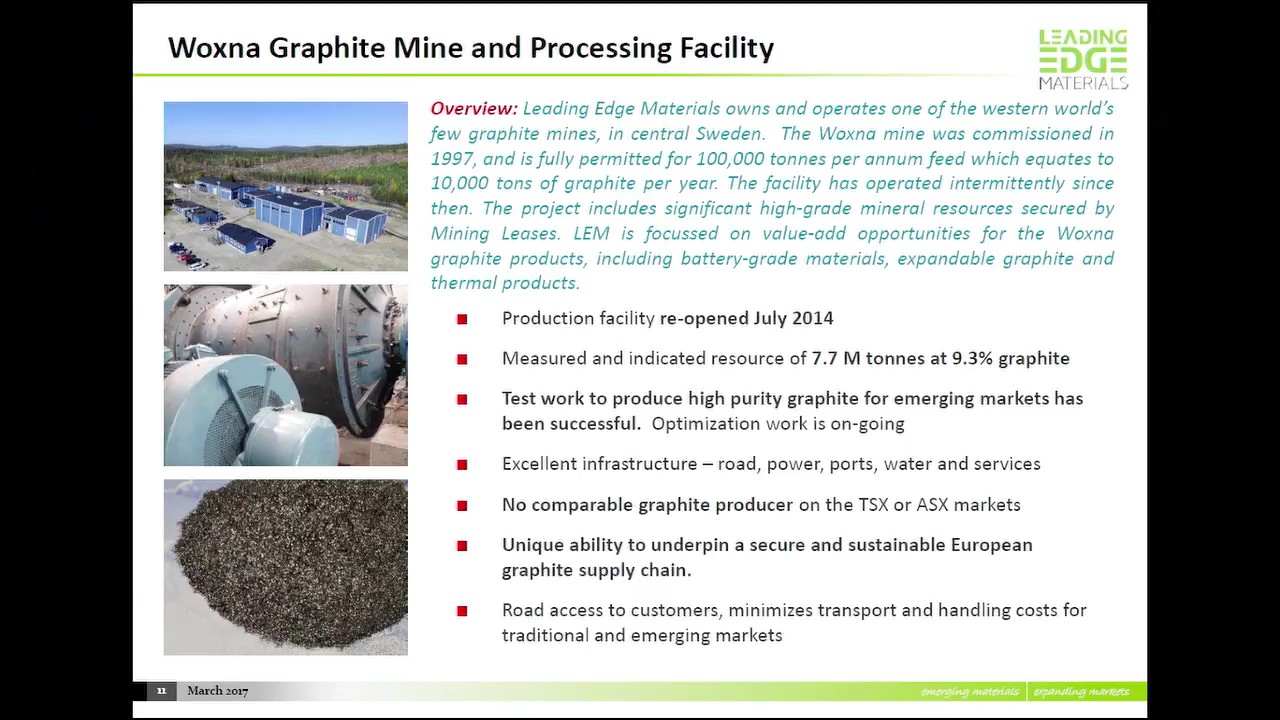 Woxna Graphite Mine and Processing Facility
LEADING
EDGE
MATERIALS
Overview: Leading Edge Materials owns and operates one of the western world's
few graphite mines, in central Sweden. The Woxna mine was commissioned in
1997, and is fully permitted for 100,000 tonnes per annum feed which equates to
10,000 tons of graphite per year. The facility has operated intermittently since
then. The project includes significant high-grade mineral resources secured by
Mining Leases. LEM is focussed on value-add opportunities for the Woxna
graphite products, including battery-grade materials, expandable graphite and
thermal products.
Production facility re-opened July 2014
Measured and indicated resource of 7.7 M tonnes at 9.3% graphite
Test work to produce high purity graphite for emerging markets has
been successful. Optimization work is on-going
Excellent infrastructure – road, power, ports, water and services
No comparable graphite producer on the TSX or ASX markets
Unique ability to underpin a secure and sustainable European
graphite supply chain.
Road access to customers, minimizes transport and handling costs for
traditional and emerging markets
11 March 2017
emerging materials | expanding markets